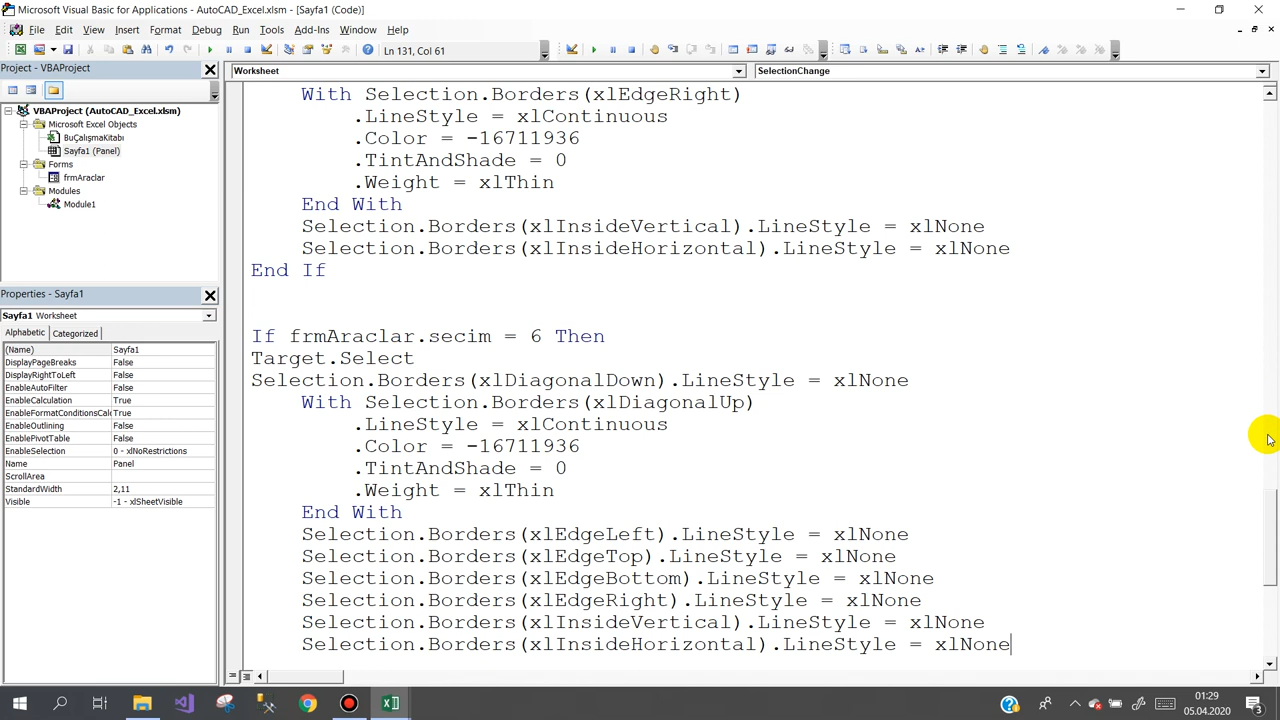 Microsoft Visual Basic for Applications - AutoCAD_Excel.xlsm - [Sayfa1 (Code)]
File Edit View Insert Format Debug Run Tools Add-Ins Window Help
Ln 131, Col 61
Project - VBAProject
Worksheet
SelectionChange
VBAProject (AutoCAD_Excel.xlsm)
Microsoft Excel Objects
BuÇalışmaKitabı
Sayfa1 (Panel)
Forms
frmAraclar
Modules
Module1
Properties - Sayfa1
Sayfa1 Worksheet
Alphabetic Categorized
(Name) Sayfa1
DisplayPageBreaks False
DisplayRightToLeft False
EnableAutoFilter False
EnableCalculation True
EnableFormatConditionsCalc True
EnableOutlining False
EnablePivotTable False
EnableSelection 0 - xlNoRestrictions
Name Panel
ScrollArea
StandardWidth 2,11
Visible -1 - xlSheetVisible
With Selection.Borders(xlEdgeRight)
.LineStyle = xlContinuous
.Color = -16711936
.TintAndShade = 0
.Weight = xlThin
End With
Selection.Borders(xlInsideVertical).LineStyle = xlNone
Selection.Borders(xlInsideHorizontal).LineStyle = xlNone
End If
If frmAraclar.secim = 6 Then
Target.Select
Selection.Borders(xlDiagonalDown).LineStyle = xlNone
With Selection.Borders(xlDiagonalUp)
.LineStyle = xlContinuous
.Color = -16711936
.TintAndShade = 0
.Weight = xlThin
End With
Selection.Borders(xlEdgeLeft).LineStyle = xlNone
Selection.Borders(xlEdgeTop).LineStyle = xlNone
Selection.Borders(xlEdgeBottom).LineStyle = xlNone
Selection.Borders(xlEdgeRight).LineStyle = xlNone
Selection.Borders(xlInsideVertical).LineStyle = xlNone
Selection.Borders(xlInsideHorizontal).LineStyle = xlNone
01:29
05.04.2020
3